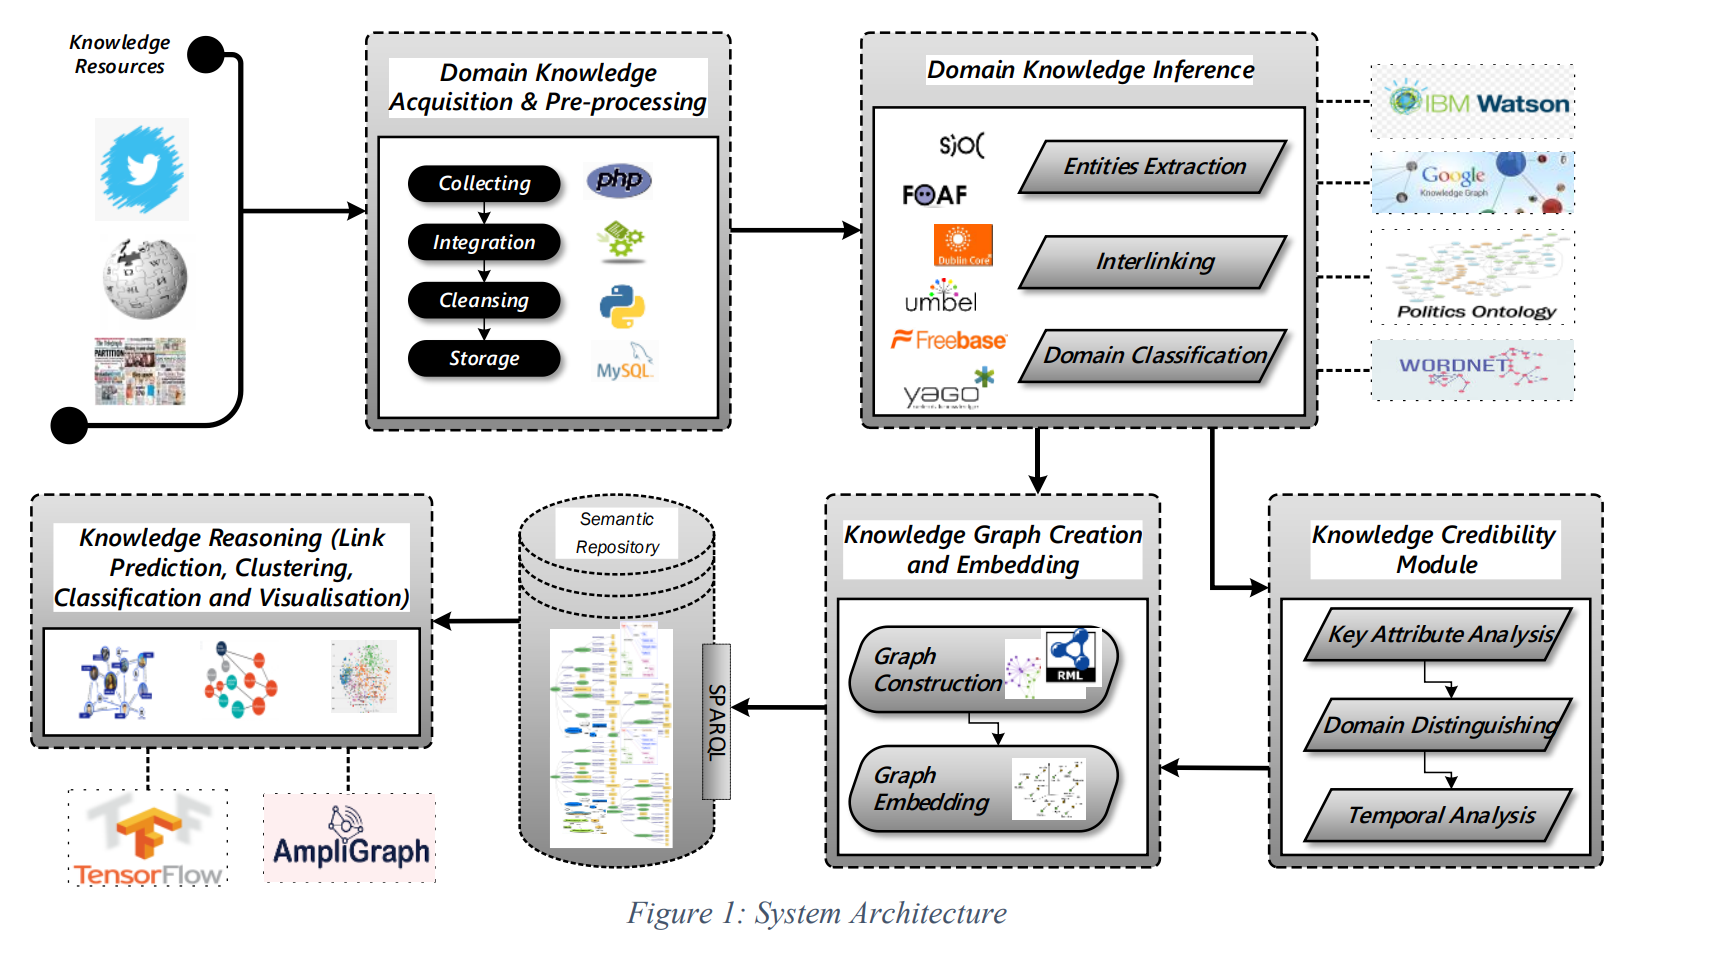 Knowledge
Resources
Domain Knowledge
Acquisition & Pre-processing
Collecting
Integration
Cleansing
Storage
php
MySQL
Domain Knowledge Inference
FOAF
Dublin Core
umbel
Freebase
yago
Entities Extraction
Interlinking
Domain Classification
IBM Watson
Google
Knowledge Graph
Politics Ontology
WORDNET
Knowledge Reasoning (Link
Prediction, Clustering,
Classification and Visualisation)
TensorFlow
AmpliGraph
Semantic
Repository
SPARQL
Knowledge Graph Creation
and Embedding
Graph
Construction
RML
Graph
Embedding
Knowledge Credibility
Module
Key Attribute Analysis
Domain Distinguishing
Temporal Analysis
Figure 1: System Architecture